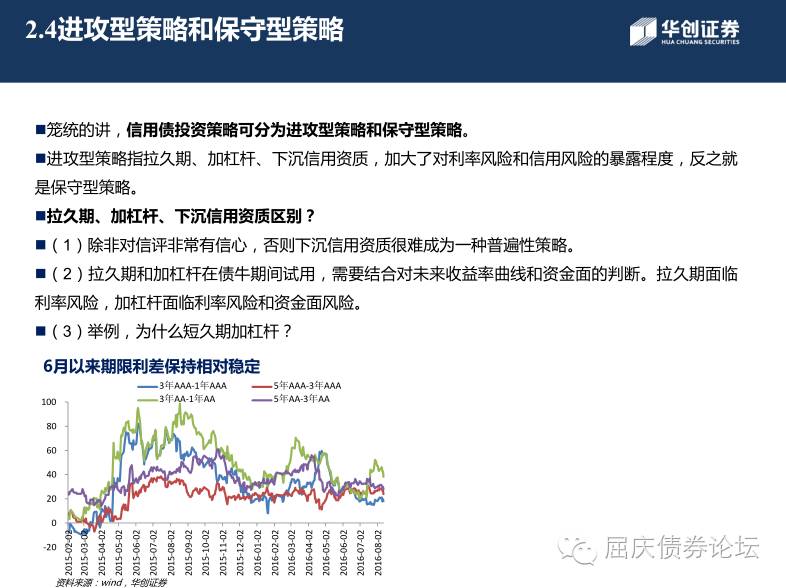 2.4进攻型策略和保守型策略
华创证券
HUA CHUANG SECURITIES
■笼统的讲，信用债投资策略可分为进攻型策略和保守型策略。
■进攻型策略指拉久期、加杠杆、下沉信用资质，加大了对利率风险和信用风险的暴露程度，反之就
是保守型策略。
■拉久期、加杠杆、下沉信用资质区别？
■（1）除非对信评非常有信心，否则下沉信用资质很难成为一种普遍性策略。
■（2）拉久期和加杠杆在债牛期间试用，需要结合对未来收益率曲线和资金面的判断。拉久期面临
利率风险，加杠杆面临利率风险和资金面风险。
■（3）举例，为什么短久期加杠杆？
6月以来期限利差保持相对稳定
3年AAA-1年AAA 5年AAA-3年AAA
3年AA-1年AA 5年AA-3年AA
100
80
60
40
20
0
-20
2015-02-02
2015-03-02
2015-04-02
2015-05-02
2015-06-02
2015-07-02
2015-08-02
2015-09-02
2015-10-02
2015-11-02
2015-12-02
2016-01-02
2016-02-02
2016-03-02
2016-04-02
2016-05-02
2016-06-02
2016-07-02
2016-08-02
资料来源：wind，华创证券
屈庆债券论坛